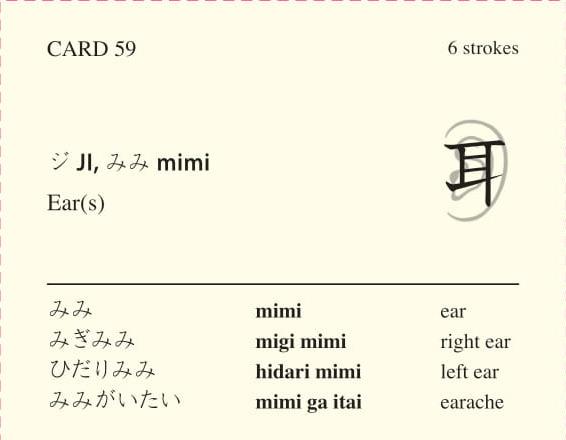 CARD 59 6 strokes
ジ JI, みみ mimi
Ear(s)
耳
みみ mimi ear
みぎみみ migi mimi right ear
ひだりみみ hidari mimi left ear
みみがいたい mimi ga itai earache